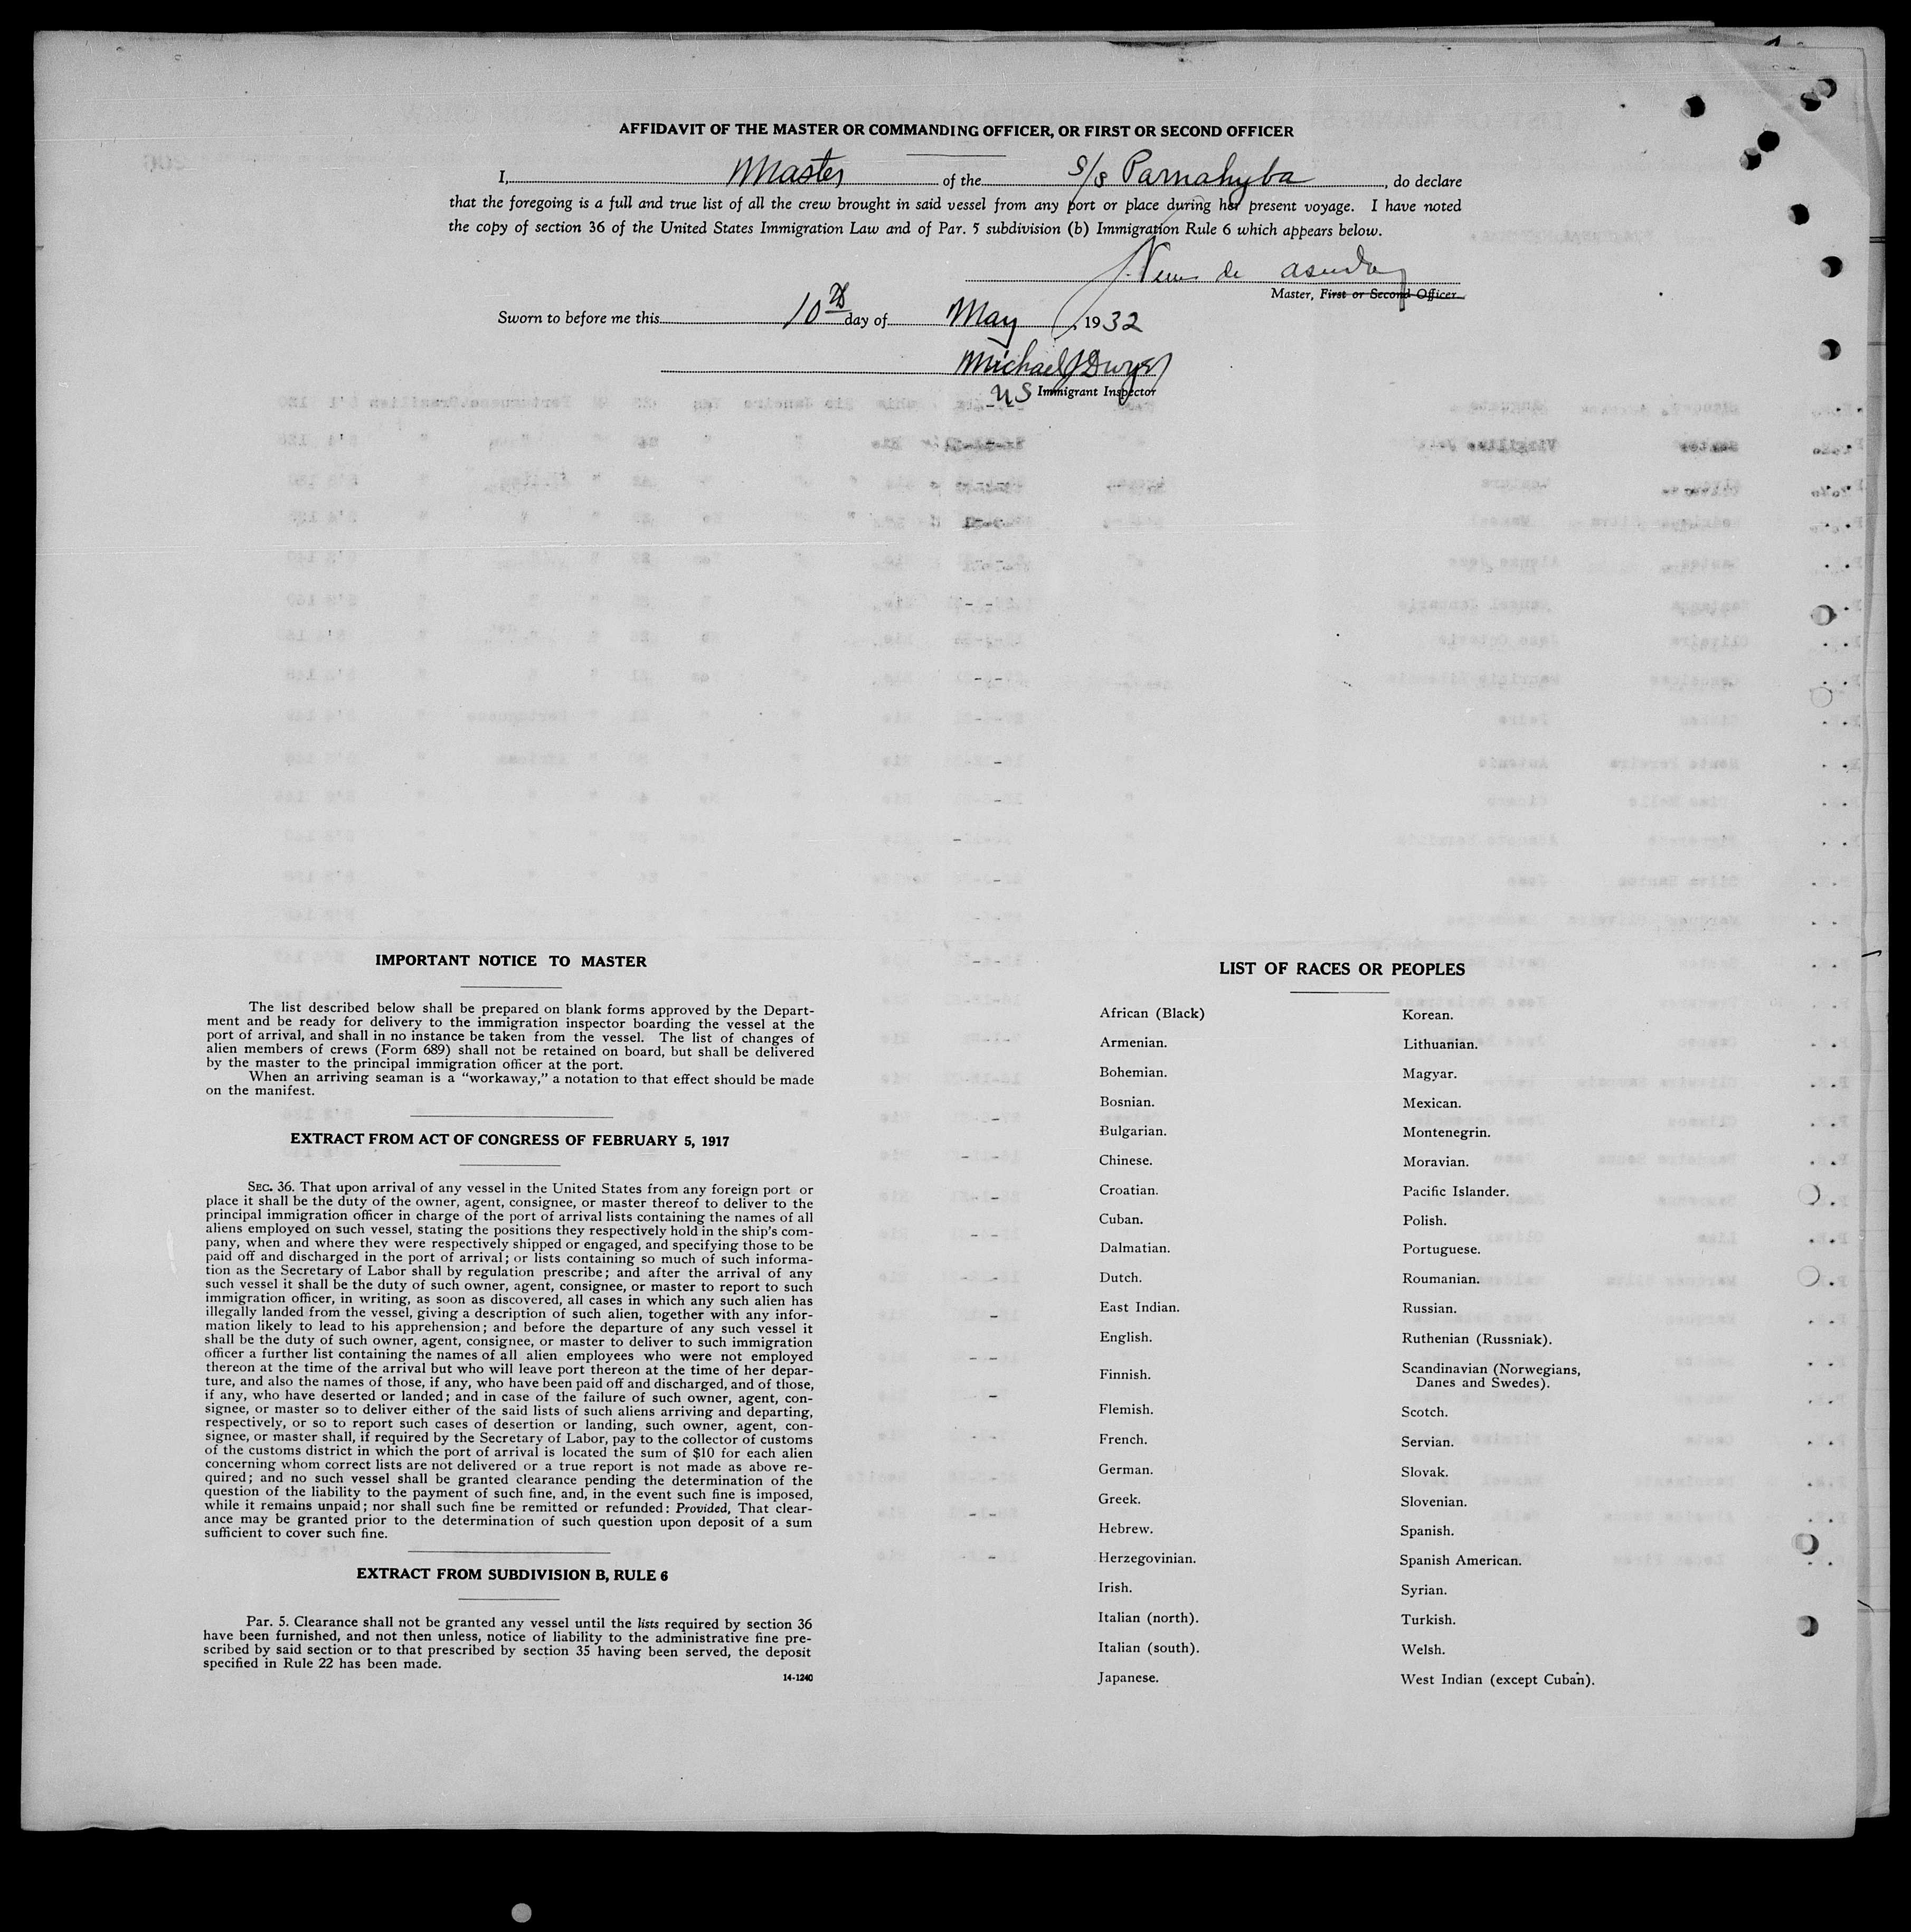 AFFIDAVIT OF THE MASTER OR COMMANDING OFFICER, OR FIRST OR SECOND OFFICER
I, Master of the S/S Parnahyba, do declare
that the foregoing is a full and true list of all the crew brought in said vessel from any port or place during her present voyage. I have noted
the copy of section 36 of the United States Immigration Law and of Par. 5 subdivision (b) Immigration Rule 6 which appears below.
de
Master, First or Second Officer.
Sworn to before me this 10th day of May, 1932
Michael J Dwyer
US Immigrant Inspector
IMPORTANT NOTICE TO MASTER
The list described below shall be prepared on blank forms approved by the Depart-
ment and be ready for delivery to the immigration inspector boarding the vessel at the
port of arrival, and shall in no instance be taken from the vessel. The list of changes of
alien members of crews (Form 689) shall not be retained on board, but shall be delivered
by the master to the principal immigration officer at the port.
When an arriving seaman is a “workaway,” a notation to that effect should be made
on the manifest.
EXTRACT FROM ACT OF CONGRESS OF FEBRUARY 5, 1917
SEC. 36. That upon arrival of any vessel in the United States from any foreign port or
place it shall be the duty of the owner, agent, consignee, or master thereof to deliver to the
principal immigration officer in charge of the port of arrival lists containing the names of all
aliens employed on such vessel, stating the positions they respectively hold in the ship's com-
pany, when and where they were respectively shipped or engaged, and specifying those to be
paid off and discharged in the port of arrival; or lists containing so much of such informa-
tion as the Secretary of Labor shall by regulation prescribe; and after the arrival of any
such vessel it shall be the duty of such owner, agent, consignee, or master to report to such
immigration officer, in writing, as soon as discovered, all cases in which any such alien has
illegally landed from the vessel, giving a description of such alien, together with any infor-
mation likely to lead to his apprehension; and before the departure of any such vessel it
shall be the duty of such owner, agent, consignee, or master to deliver to such immigration
officer a further list containing the names of all alien employees who were not employed
thereon at the time of the arrival but who will leave port thereon at the time of her depar-
ture, and also the names of those, if any, who have been paid off and discharged, and of those,
if any, who have deserted or landed; and in case of the failure of such owner, agent, con-
signee, or master so to deliver either of the said lists of such aliens arriving and departing,
respectively, or so to report such cases of desertion or landing, such owner, agent, con-
signee, or master shall, if required by the Secretary of Labor, pay to the collector of customs
of the customs district in which the port of arrival is located the sum of $10 for each alien
concerning whom correct lists are not delivered or a true report is not made as above re-
quired; and no such vessel shall be granted clearance pending the determination of the
question of the liability to the payment of such fine, and, in the event such fine is imposed,
while it remains unpaid; nor shall such fine be remitted or refunded: Provided, That clear-
ance may be granted prior to the determination of such question upon deposit of a sum
sufficient to cover such fine.
EXTRACT FROM SUBDIVISION B, RULE 6
Par. 5. Clearance shall not be granted any vessel until the lists required by section 36
have been furnished, and not then unless, notice of liability to the administrative fine pre-
scribed by said section or to that prescribed by section 35 having been served, the deposit
specified in Rule 22 has been made.
14-1240
LIST OF RACES OR PEOPLES
African (Black)
Armenian.
Bohemian.
Bosnian.
Bulgarian.
Chinese.
Croatian.
Cuban.
Dalmatian.
Dutch.
East Indian.
English.
Finnish.
Flemish.
French.
German.
Greek.
Hebrew.
Herzegovinian.
Irish.
Italian (north).
Italian (south).
Japanese.
Korean.
Lithuanian.
Magyar.
Mexican.
Montenegrin.
Moravian.
Pacific Islander.
Polish.
Portuguese.
Roumanian.
Russian.
Ruthenian (Russniak).
Scandinavian (Norwegians,
Danes and Swedes).
Scotch.
Servian.
Slovak.
Slovenian.
Spanish.
Spanish American.
Syrian.
Turkish.
Welsh.
West Indian (except Cuban).